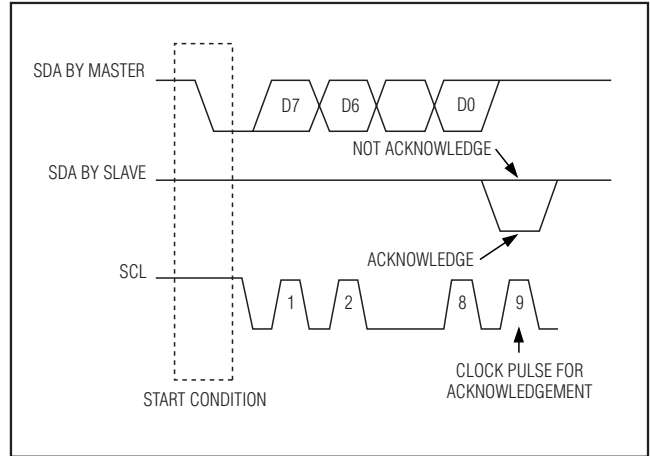 SDA BY MASTER
D7
D6
D0
NOT ACKNOWLEDGE
SDA BY SLAVE
ACKNOWLEDGE
SCL
1
2
8
9
CLOCK PULSE FOR
ACKNOWLEDGEMENT
START CONDITION